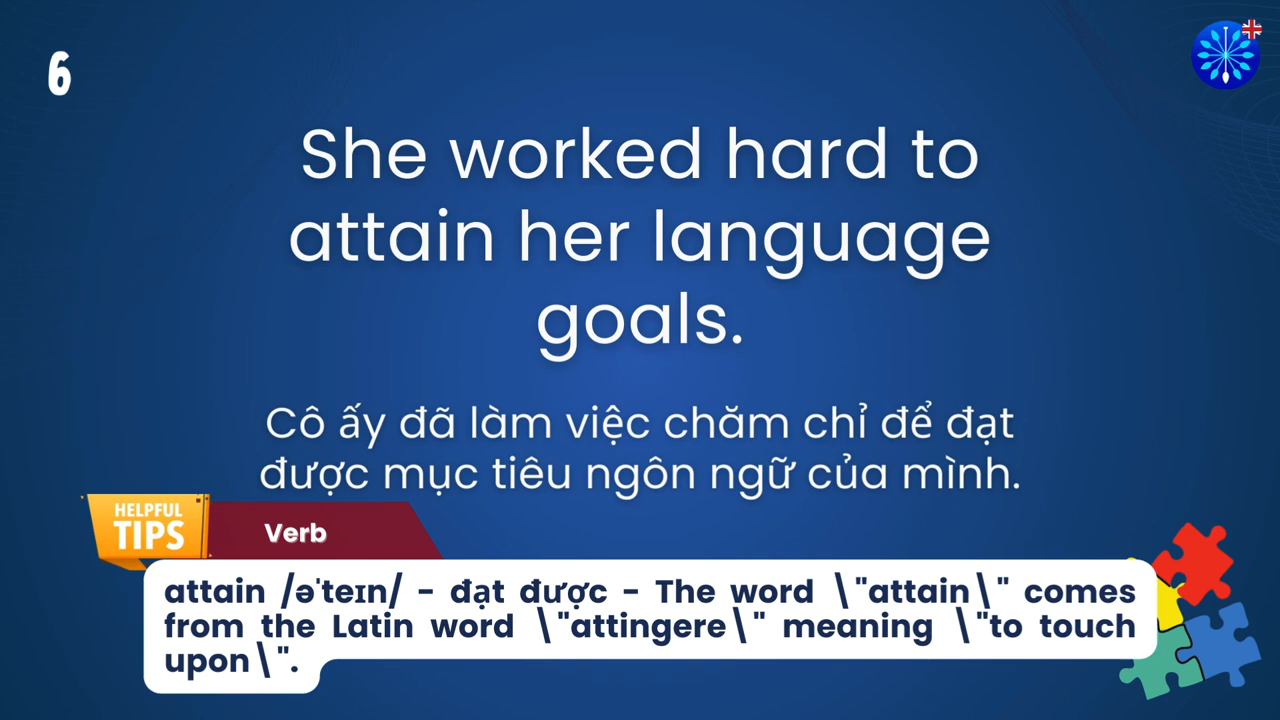 6
She worked hard to
attain her language
goals.
Cô ấy đã làm việc chăm chỉ để đạt
được mục tiêu ngôn ngữ của mình.
HELPFUL
TIPS
Verb
attain /ə'teɪn/ - đạt được - The word \"attain\" comes
from the Latin word \"attingere\" meaning \"to touch
upon\".